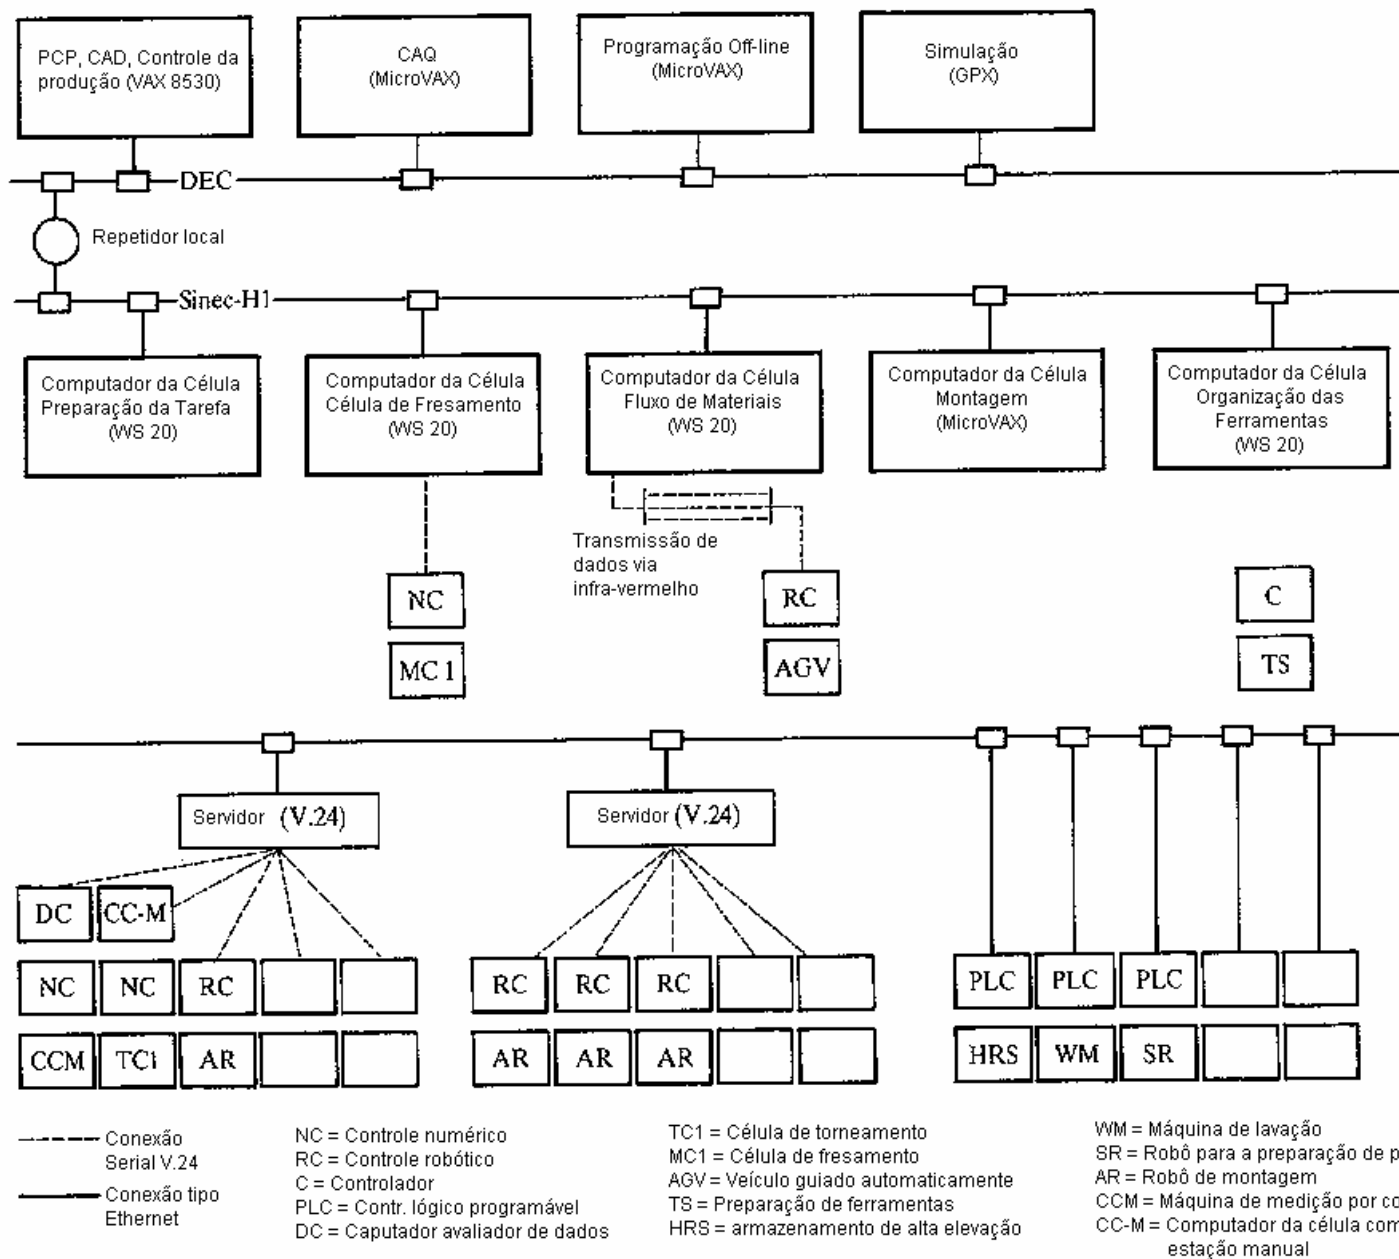 PCP, CAD, Controle da
produção (VAX 8530)
CAQ
(MicroVAX)
Programação Off-line
(MicroVAX)
Simulação
(GPX)
DEC
Repetidor local
Sinec-H1
Computador da Célula
Preparação da Tarefa
(WS 20)
Computador da Célula
Célula de Fresamento
(WS 20)
Computador da Célula
Fluxo de Materiais
(WS 20)
Computador da Célula
Montagem
(MicroVAX)
Computador da Célula
Organização das
Ferramentas
(WS 20)
Transmissão de
dados via
infra-vermelho
NC
MC 1
RC
AGV
C
TS
Servidor (V.24)
Servidor (V.24)
DC
CC-M
NC
NC
RC
CCM
TC1
AR
RC
RC
RC
AR
AR
AR
PLC
PLC
PLC
HRS
WM
SR
Conexão
Serial V.24
Conexão tipo
Ethernet
NC = Controle numérico
RC = Controle robótico
C = Controlador
PLC = Contr. lógico programável
DC = Caputador avaliador de dados
TC1 = Célula de torneamento
MC1 = Célula de fresamento
AGV = Veículo guiado automaticamente
TS = Preparação de ferramentas
HRS = armazenamento de alta elevação
WM = Máquina de lavação
SR = Robô para a preparação de p
AR = Robô de montagem
CCM = Máquina de medição por co
CC-M = Computador da célula com
estação manual